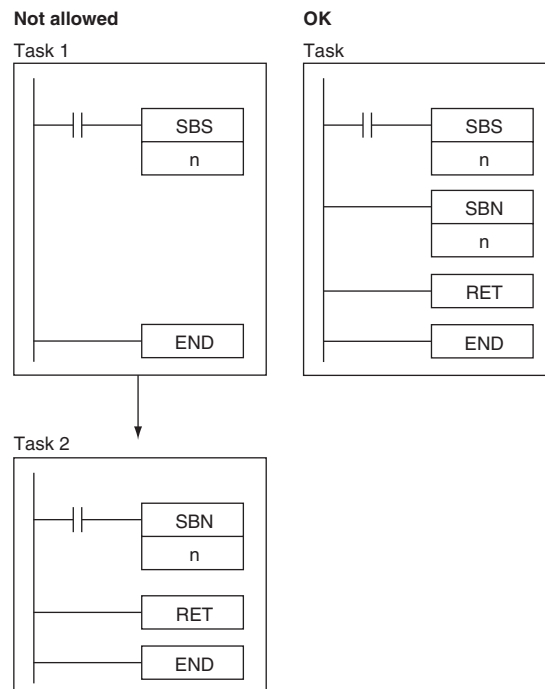 Not allowed
Task 1
SBS
n
END
Task 2
SBN
n
RET
END
OK
Task
SBS
n
SBN
n
RET
END